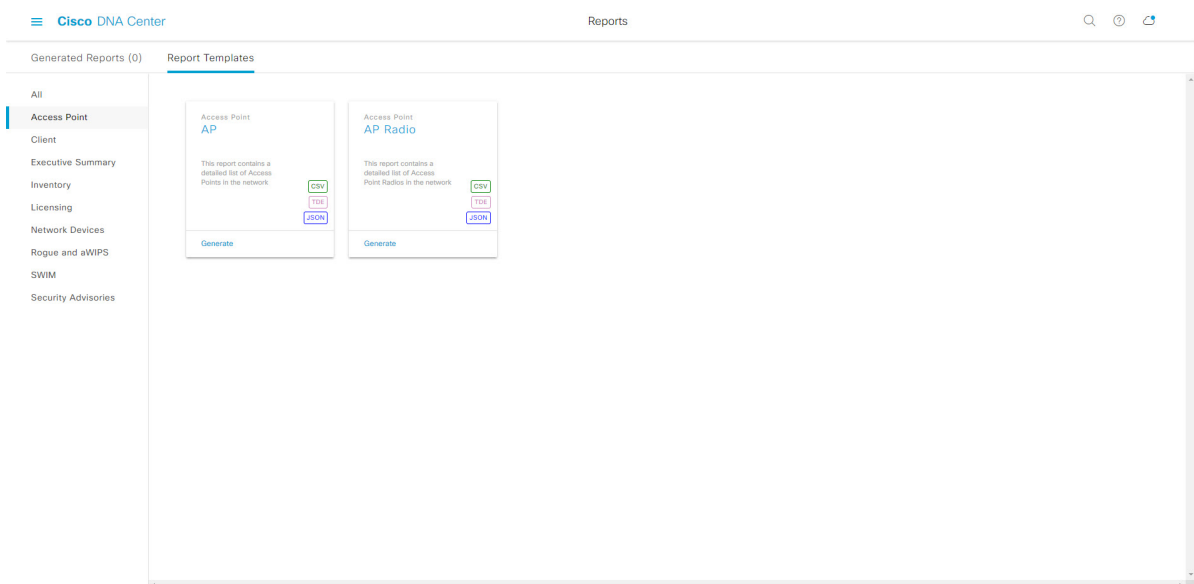 Cisco DNA Center
Reports
Generated Reports (0)
Report Templates
All
Access Point
Client
Executive Summary
Inventory
Licensing
Network Devices
Rogue and aWIPS
SWIM
Security Advisories
Access Point
AP
This report contains a
detailed list of Access
Points in the network
CSV
TDE
JSON
Generate
Access Point
AP Radio
This report contains a
detailed list of Access
Point Radios in the network
CSV
TDE
JSON
Generate